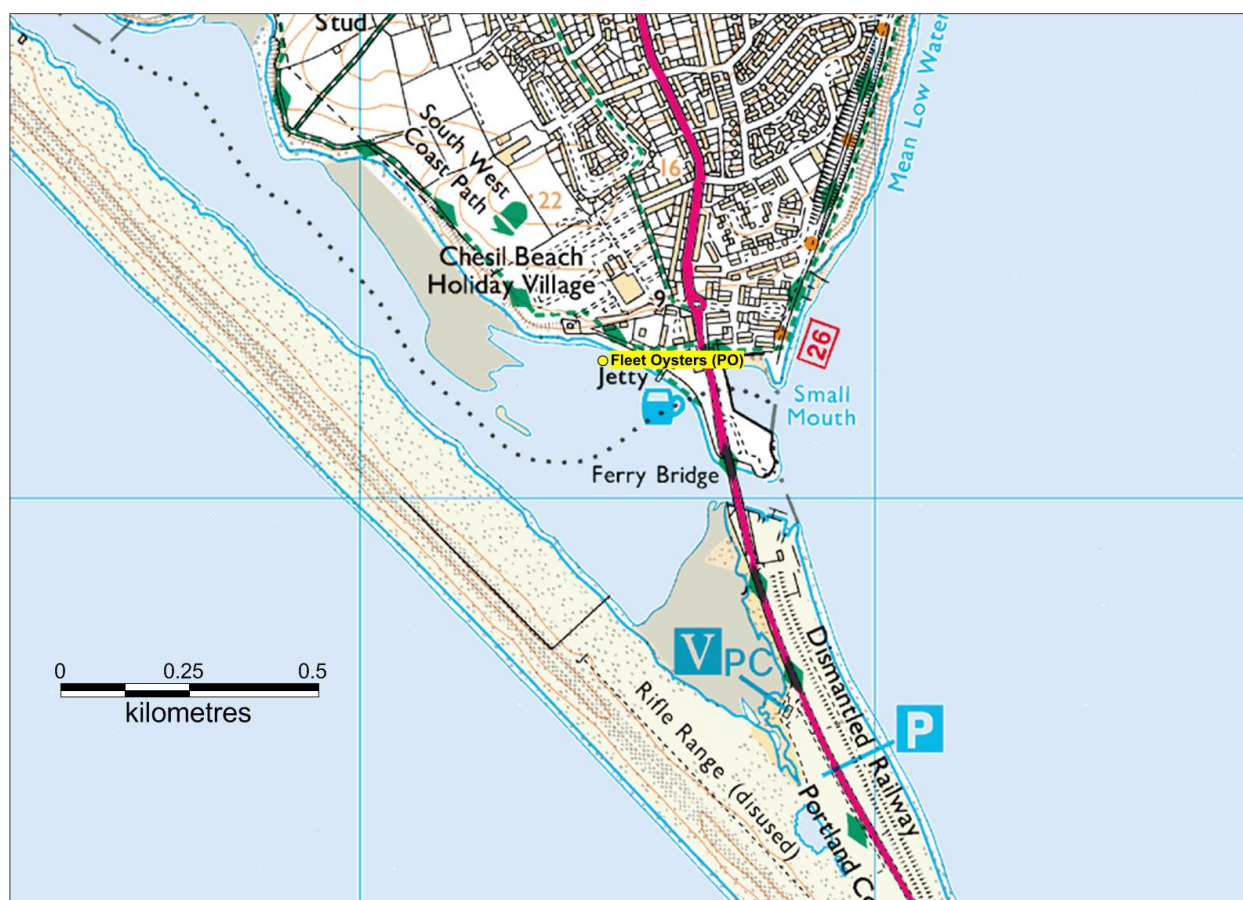 Stud
Mean Low Water
South West
Coast Path
16
22
Chesil Beach
Holiday Village
9
26
Fleet Oysters (PO)
Jetty
Small
Mouth
Ferry Bridge
V PC
0 0.25 0.5
kilometres
Rifle Range (disused)
Dismantled Railway
P
Portland Co